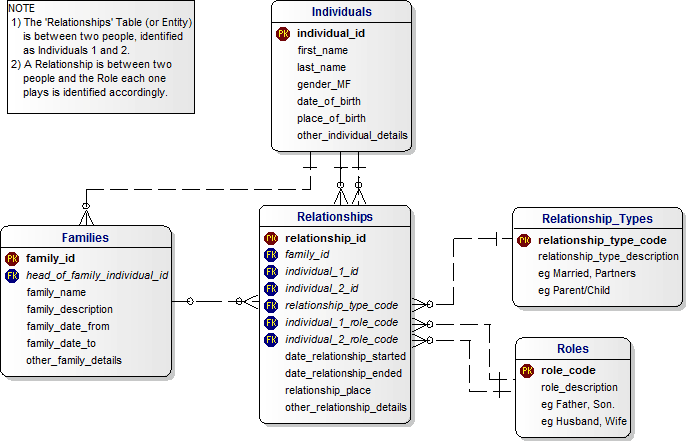 NOTE
1) The 'Relationships' Table (or Entity)
is between two people, identified
as Individuals 1 and 2.
2) A Relationship is between two
people and the Role each one
plays is identified accordingly.
Individuals
PK individual_id
first_name
last_name
gender_MF
date_of_birth
place_of_birth
other_individual_details
Families
PK family_id
FK head_of_family_individual_id
family_name
family_description
family_date_from
family_date_to
other_family_details
Relationships
PK relationship_id
FK family_id
FK individual_1_id
FK individual_2_id
FK relationship_type_code
FK individual_1_role_code
FK individual_2_role_code
date_relationship_started
date_relationship_ended
relationship_place
other_relationship_details
Relationship_Types
PK relationship_type_code
relationship_type_description
eg Married, Partners
eg Parent/Child
Roles
PK role_code
role_description
eg Father, Son.
eg Husband, Wife